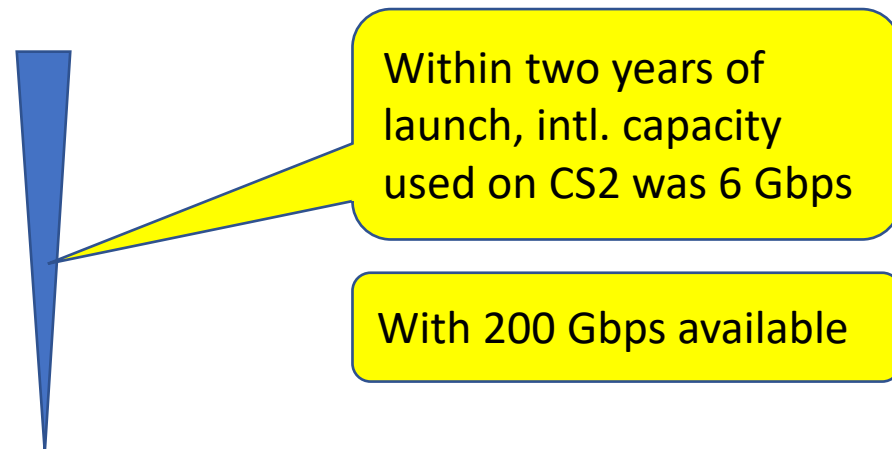 Within two years of
launch, intl. capacity
used on CS2 was 6 Gbps
With 200 Gbps available